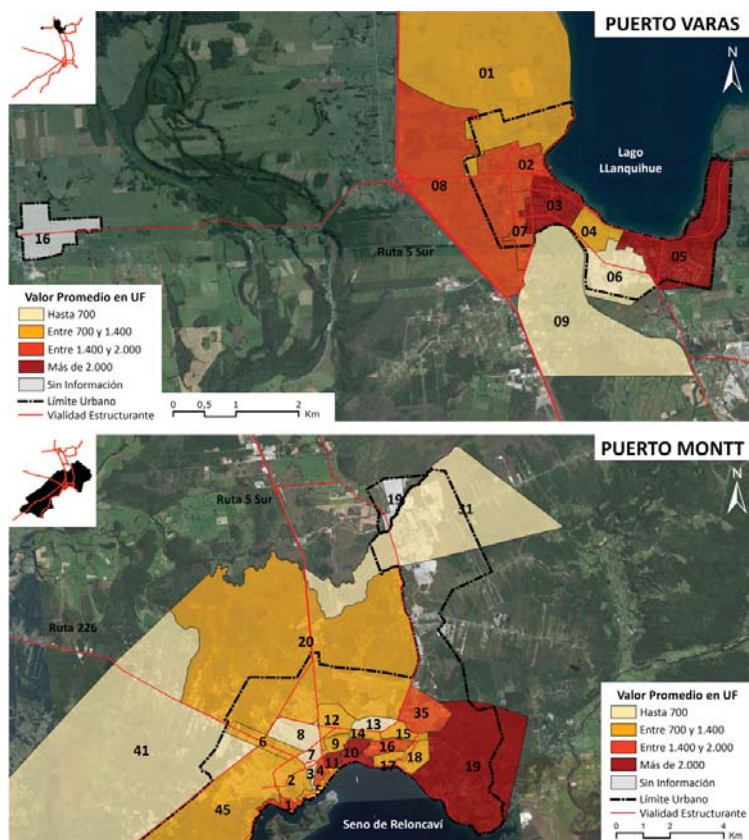 PUERTO VARAS
N
01
02
Lago
LLanquihue
08
03
16
07
04
05
Ruta 5 Sur
06
09
Valor Promedio en UF
Hasta 700
Entre 700 y 1.400
Entre 1.400 y 2.000
Más de 2.000
Sin Información
Límite Urbano
Vialidad Estructurante
0 0,5 1 2
Km
PUERTO MONTT
N
Ruta 5 Sur
19
31
Ruta 226
20
41
35
12
13
6
8
14
15
9
10
16
7
11
18
17
19
3
4
2
5
1
45
Seno de Reloncaví
Valor Promedio en UF
Hasta 700
Entre 700 y 1.400
Entre 1.400 y 2.000
Más de 2.000
Sin Información
Límite Urbano
Vialidad Estructurante
0 1 2 4
Km